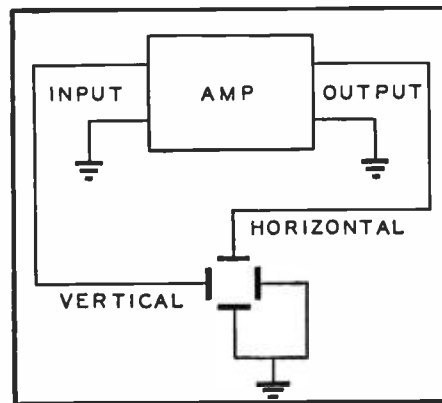 INPUT
AMP
OUTPUT
HORIZONTAL
VERTICAL